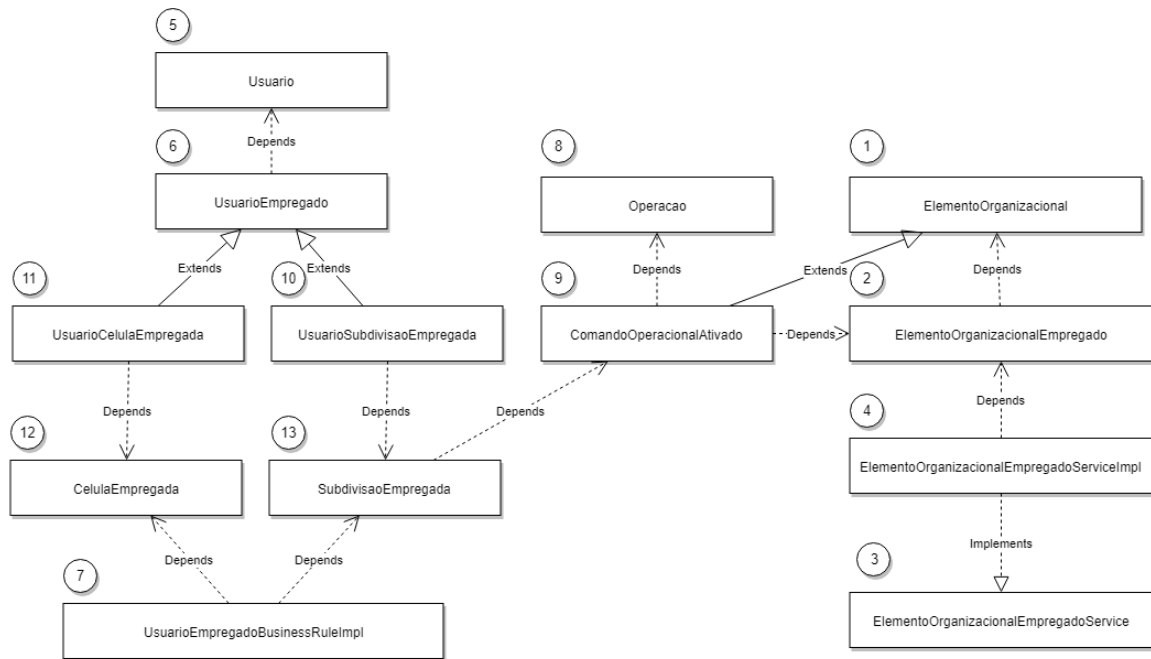 5
Usuario
Depends
6
8
1
UsuarioEmpregado
Operacao
ElementoOrganizacional
Extends
Extends
Depends
Extends
Depends
11
10
9
2
UsuarioCelulaEmpregada
UsuarioSubdivisaoEmpregada
ComandoOperacionalAtivado
Depends
ElementoOrganizacionalEmpregado
Depends
Depends
Depends
Depends
12
13
4
CelulaEmpregada
SubdivisaoEmpregada
ElementoOrganizacionalEmpregadoServiceImpl
Depends
Depends
Implements
7
3
UsuarioEmpregadoBusinessRuleImpl
ElementoOrganizacionalEmpregadoService